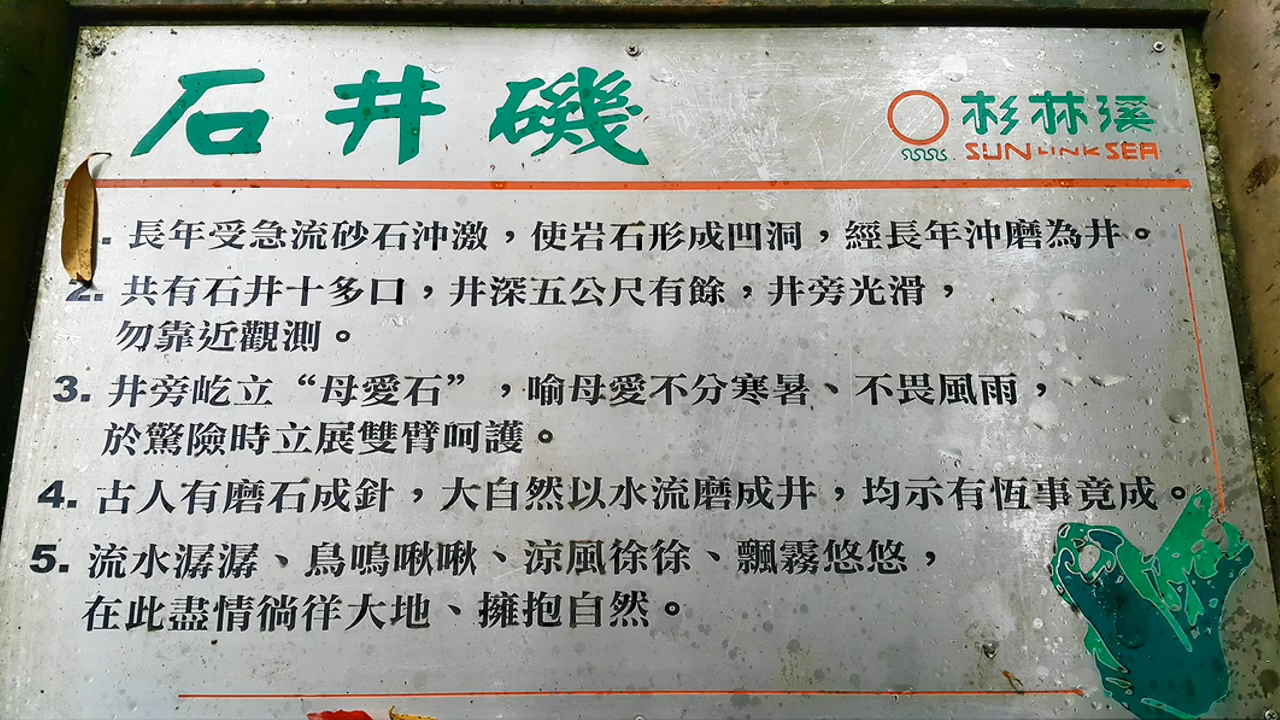 石井磯
杉林溪
SUN LINK SEA
. 長年受急流砂石沖激，使岩石形成凹洞，經長年沖磨為井。
2. 共有石井十多口，井深五公尺有餘，井旁光滑，
勿靠近觀測。
3. 井旁屹立“母愛石”，喻母愛不分寒暑、不畏風雨，
於驚險時立展雙臂呵護。
4. 古人有磨石成針，大自然以水流磨成井，均示有恆事竟成。
5. 流水潺潺、鳥鳴啾啾、涼風徐徐、飄霧悠悠，
在此盡情徜徉大地、擁抱自然。